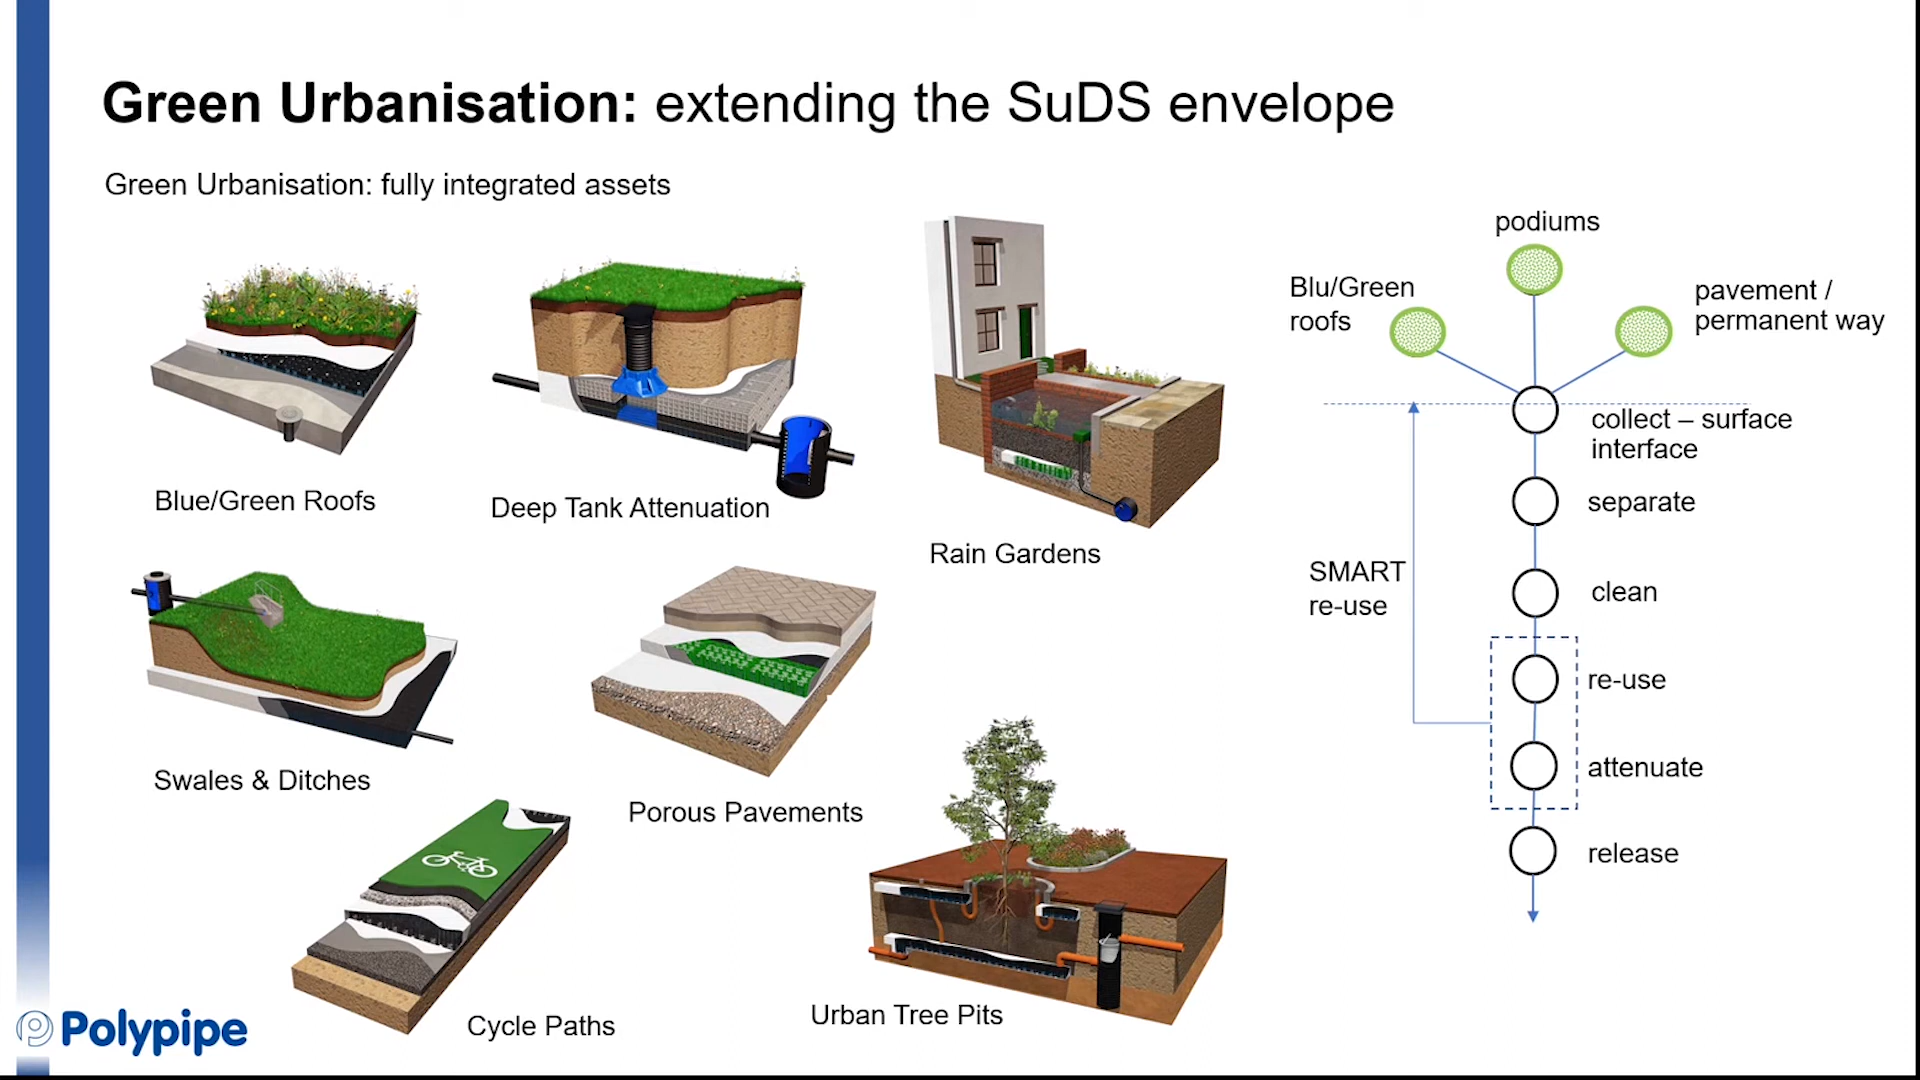 Green Urbanisation: extending the SuDS envelope
Green Urbanisation: fully integrated assets
Blue/Green Roofs
Deep Tank Attenuation
Rain Gardens
Swales & Ditches
Porous Pavements
Cycle Paths
Urban Tree Pits
podiums
Blu/Green
roofs
pavement /
permanent way
collect – surface
interface
separate
clean
SMART
re-use
re-use
attenuate
release
Polypipe